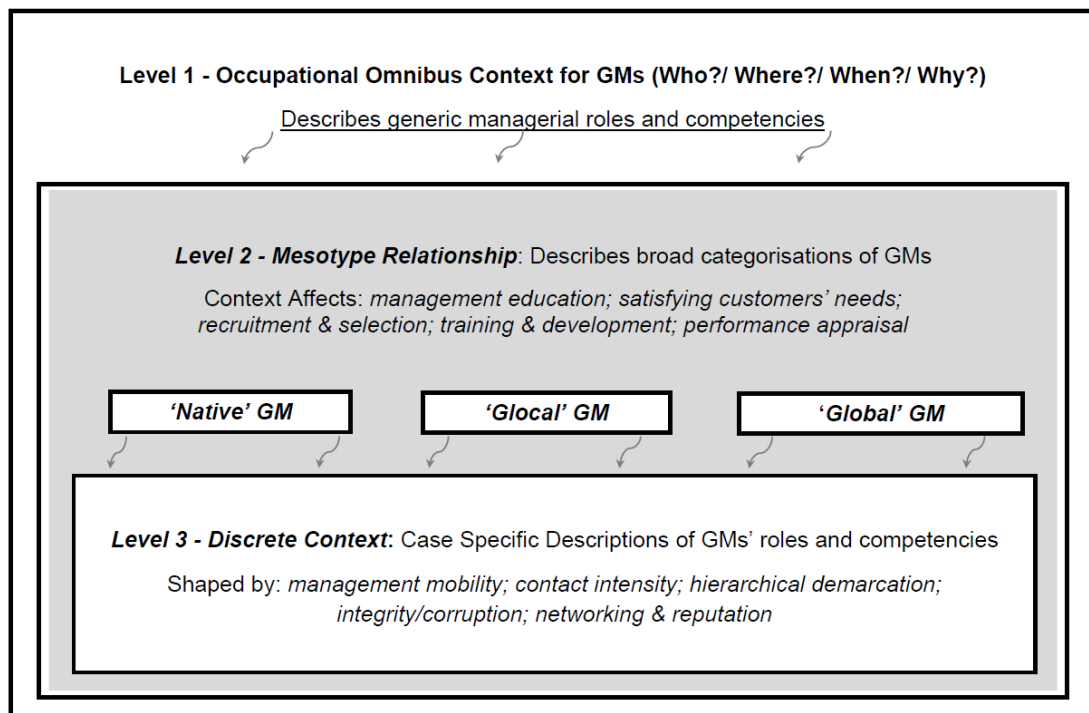 Level 1 - Occupational Omnibus Context for GMs (Who?/ Where?/ When?/ Why?)
Describes generic managerial roles and competencies
Level 2 - Mesotype Relationship: Describes broad categorisations of GMs
Context Affects: management education; satisfying customers’ needs;
recruitment & selection; training & development; performance appraisal
‘Native’ GM
‘Glocal’ GM
‘Global’ GM
Level 3 - Discrete Context: Case Specific Descriptions of GMs’ roles and competencies
Shaped by: management mobility; contact intensity; hierarchical demarcation;
integrity/corruption; networking & reputation